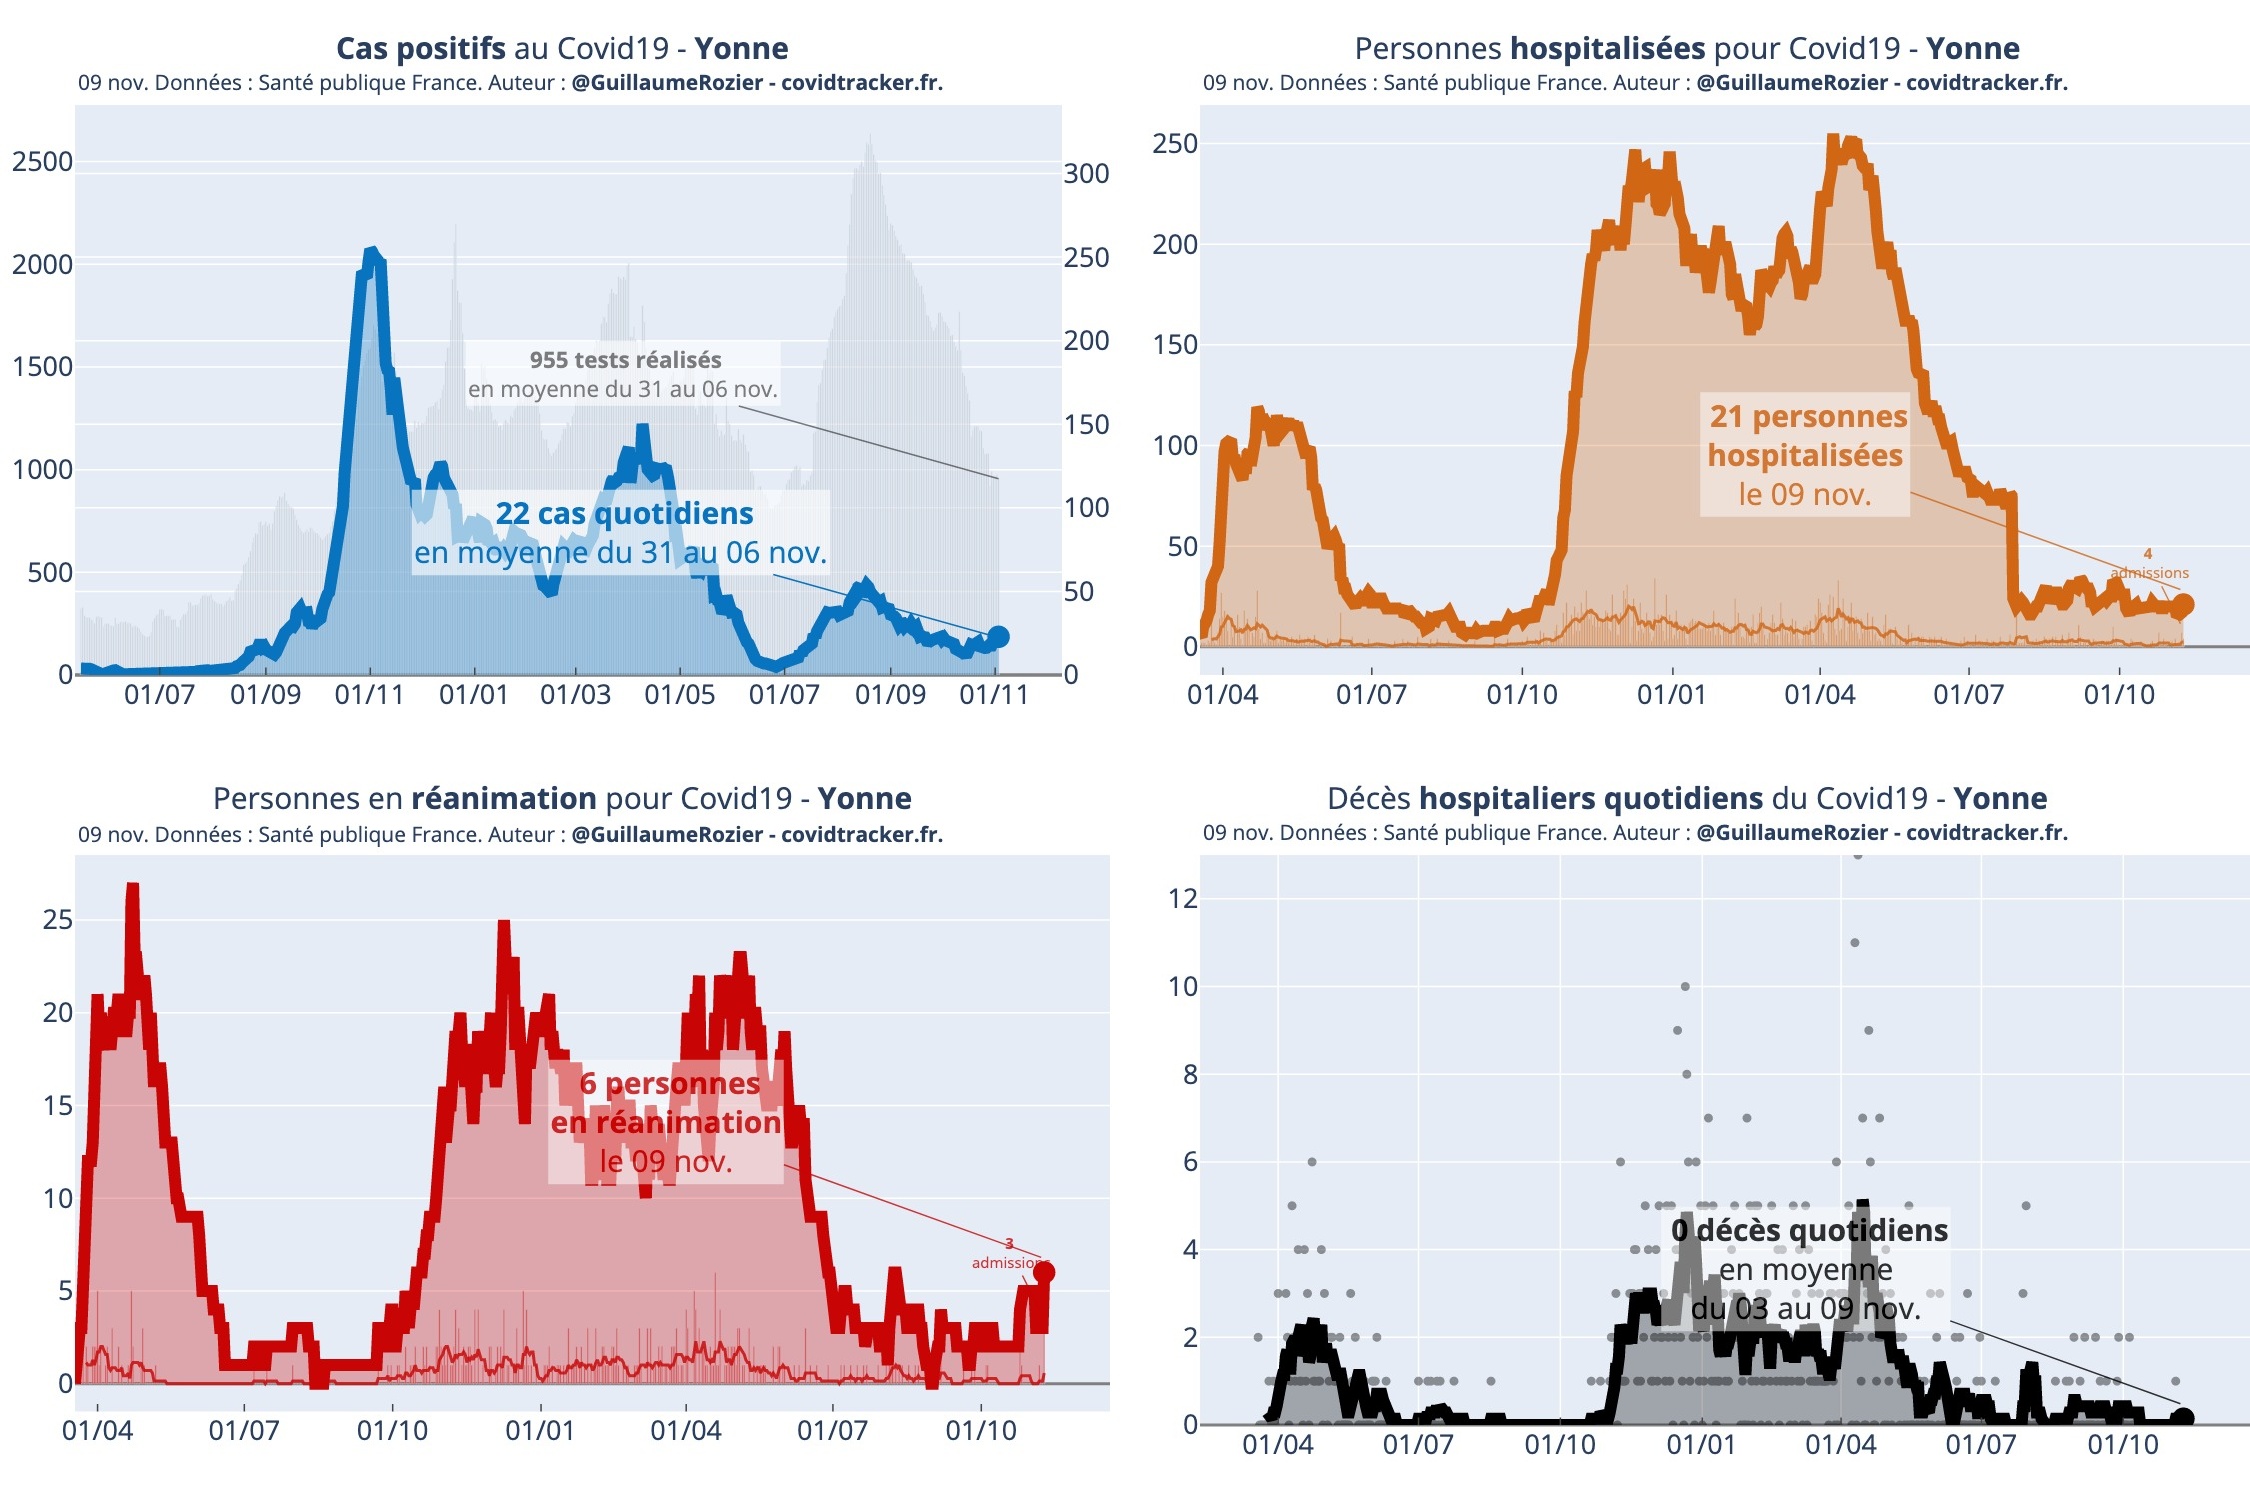 Cas positifs au Covid19 - Yonne
09 nov. Données : Santé publique France. Auteur : @GuillaumeRozier - covidtracker.fr.
2500
2000
1500
1000
500
0
300
250
200
150
100
50
0
955 tests réalisés
en moyenne du 31 au 06 nov.
22 cas quotidiens
en moyenne du 31 au 06 nov.
01/07 01/09 01/11 01/01 01/03 01/05 01/07 01/09 01/11
Personnes hospitalisées pour Covid19 - Yonne
09 nov. Données : Santé publique France. Auteur : @GuillaumeRozier - covidtracker.fr.
250
200
150
100
50
0
21 personnes
hospitalisées
le 09 nov.
4
admissions
01/04 01/07 01/10 01/01 01/04 01/07 01/10
Personnes en réanimation pour Covid19 - Yonne
09 nov. Données : Santé publique France. Auteur : @GuillaumeRozier - covidtracker.fr.
25
20
15
10
5
0
6 personnes
en réanimation
le 09 nov.
3
admissions
01/04 01/07 01/10 01/01 01/04 01/07 01/10
Décès hospitaliers quotidiens du Covid19 - Yonne
09 nov. Données : Santé publique France. Auteur : @GuillaumeRozier - covidtracker.fr.
12
10
8
6
4
2
0
0 décès quotidiens
en moyenne
du 03 au 09 nov.
01/04 01/07 01/10 01/01 01/04 01/07 01/10